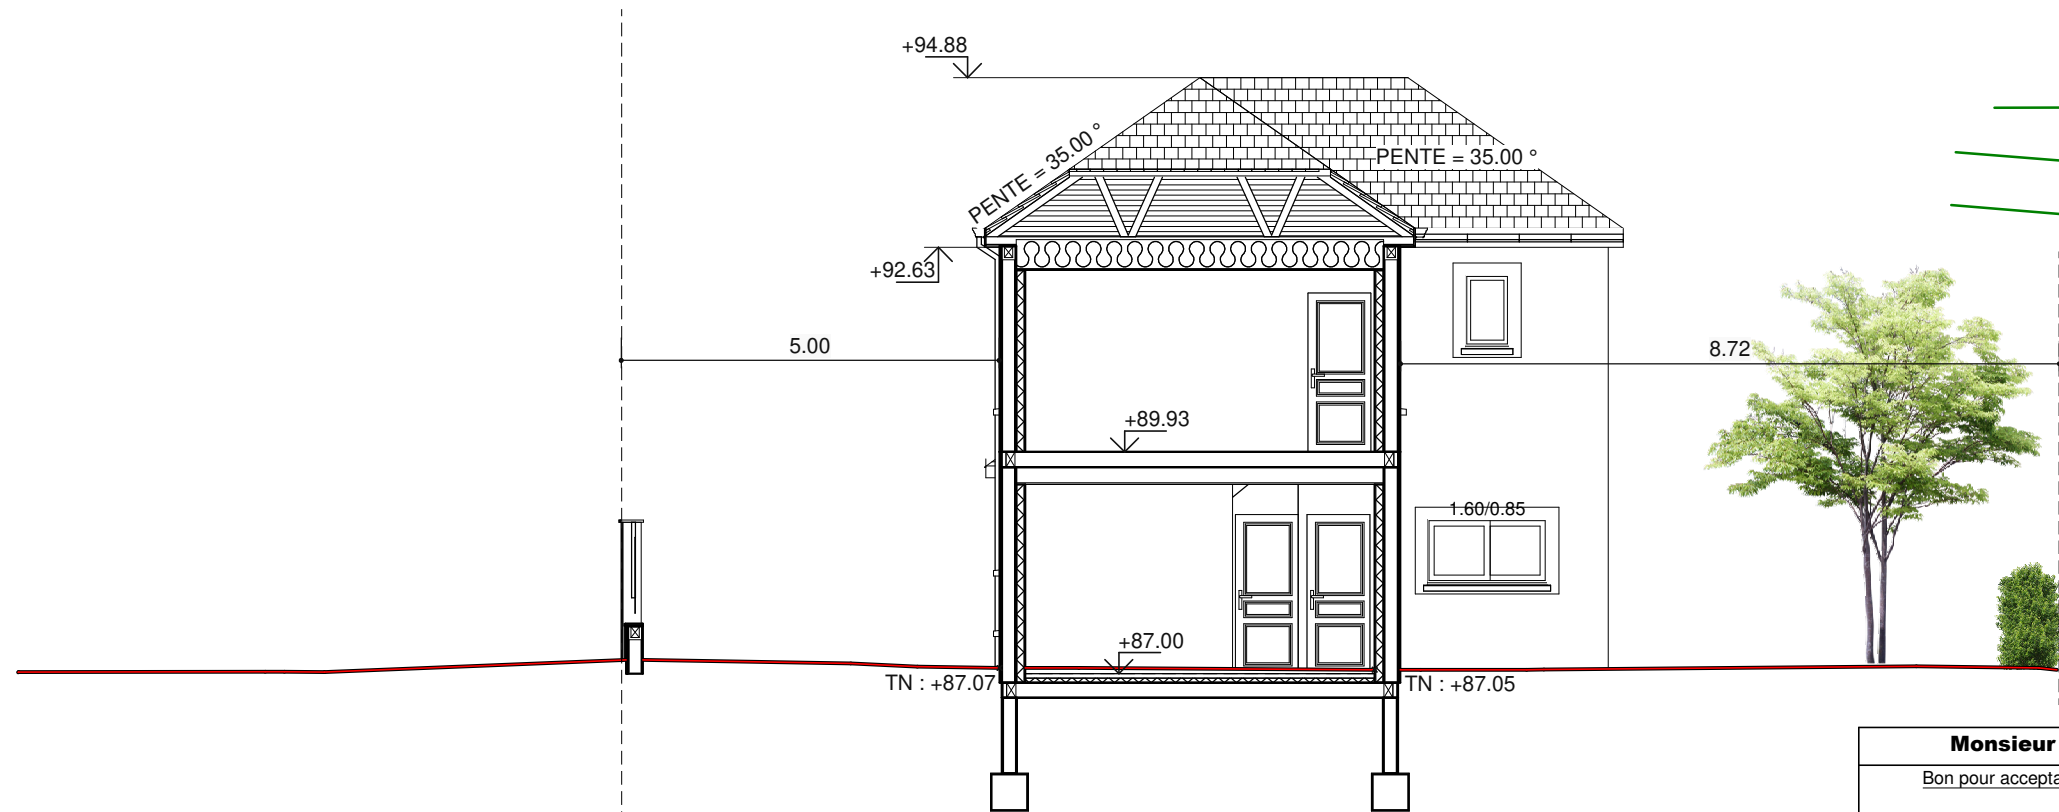 +94.88
PENTE = 35.00 °
PENTE = 35.00 °
+92.63
5.00
8.72
+89.93
1.60/0.85
+87.00
TN : +87.07
TN : +87.05
Monsieur
Bon pour accepta